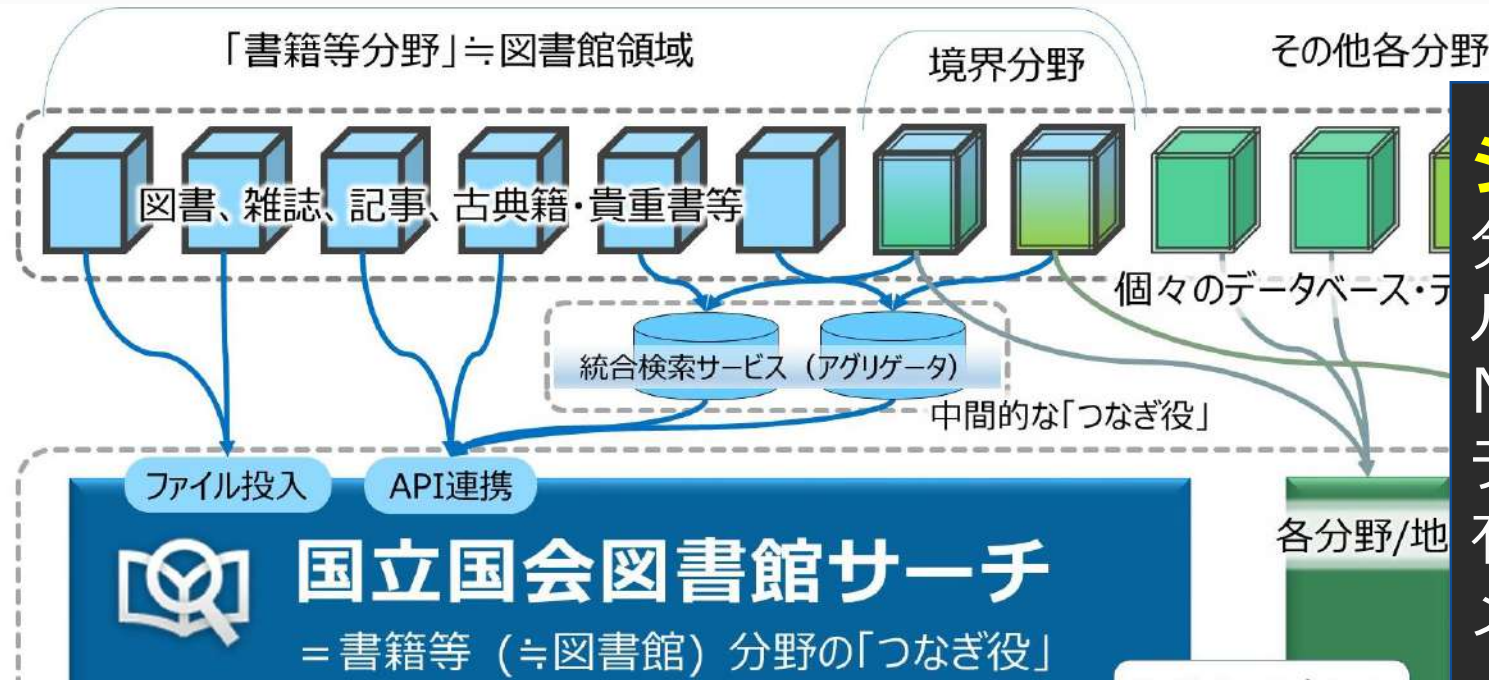 「書籍等分野」≒図書館領域
境界分野
その他各分野
図書、雑誌、記事、古典籍・貴重書等
個々のデータベース・デ
統合検索サービス（アグリゲータ）
中間的な「つなぎ役」
ファイル投入
API連携
国立国会図書館サーチ
＝書籍等 (≒図書館) 分野の「つなぎ役」
各分野/地